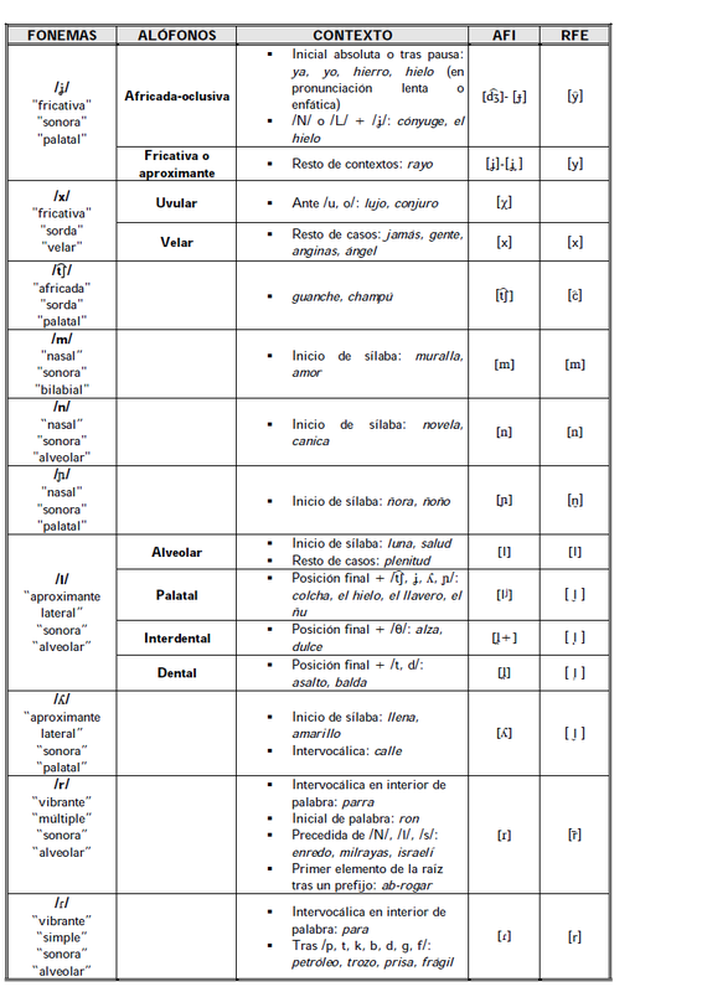 FONEMAS ALÓFONOS CONTEXTO AFI RFE
/ʝ/
"fricativa"
"sonora"
"palatal"
Africada-oclusiva
▪ Inicial absoluta o tras pausa:
ya, yo, hierro, hielo (en
pronunciación lenta o
enfática)
▪ /N/ o /L/ + /ʝ/: cónyuge, el
hielo
[d͡ʒ]- [ɟ]
[ŷ]
Fricativa o
aproximante
▪ Resto de contextos: rayo
[ʝ]-[ʝ̞]
[y]
/x/
"fricativa"
"sorda"
"velar"
Uvular
▪ Ante /u, o/: lujo, conjuro
[χ]
Velar
▪ Resto de casos: jamás, gente,
anginas, ángel
[x]
[x]
/t͡ʃ/
"africada"
"sorda"
"palatal"
▪ guanche, champú
[t͡ʃ]
[ĉ]
/m/
"nasal"
"sonora"
"bilabial"
▪ Inicio de sílaba: muralla,
amor
[m]
[m]
/n/
"nasal"
"sonora"
"alveolar"
▪ Inicio de sílaba: novela,
canica
[n]
[n]
/ɲ/
"nasal"
"sonora"
"palatal"
▪ Inicio de sílaba: ñora, ñoño
[ɲ]
[n̮]
/l/
"aproximante
lateral"
"sonora"
"alveolar"
Alveolar
▪ Inicio de sílaba: luna, salud
▪ Resto de casos: plenitud
[l]
[l]
Palatal
▪ Posición final + /t͡ʃ, ʝ, ʎ, ɲ/:
colcha, el hielo, el llavero, el
ñu
[lʲ]
[ l̮ ]
Interdental
▪ Posición final + /θ/: alza,
dulce
[l̟+]
[ l̩ ]
Dental
▪ Posición final + /t, d/:
asalto, balda
[l̪]
[ l̩ ]
/ʎ/
"aproximante
lateral"
"sonora"
"palatal"
▪ Inicio de sílaba: llena,
amarillo
▪ Intervocálica: calle
[ʎ]
[ l̮ ]
/r/
"vibrante"
"múltiple"
"sonora"
"alveolar"
▪ Intervocálica en interior de
palabra: parra
▪ Inicial de palabra: ron
▪ Precedida de /N/, /l/, /s/:
enredo, milrayas, israelí
▪ Primer elemento de la raíz
tras un prefijo: ab-rogar
[r]
[r̄]
/ɾ/
"vibrante"
"simple"
"sonora"
"alveolar"
▪ Intervocálica en interior de
palabra: para
▪ Tras /p, t, k, b, d, g, f/:
petróleo, trozo, prisa, frágil
[ɾ]
[r]